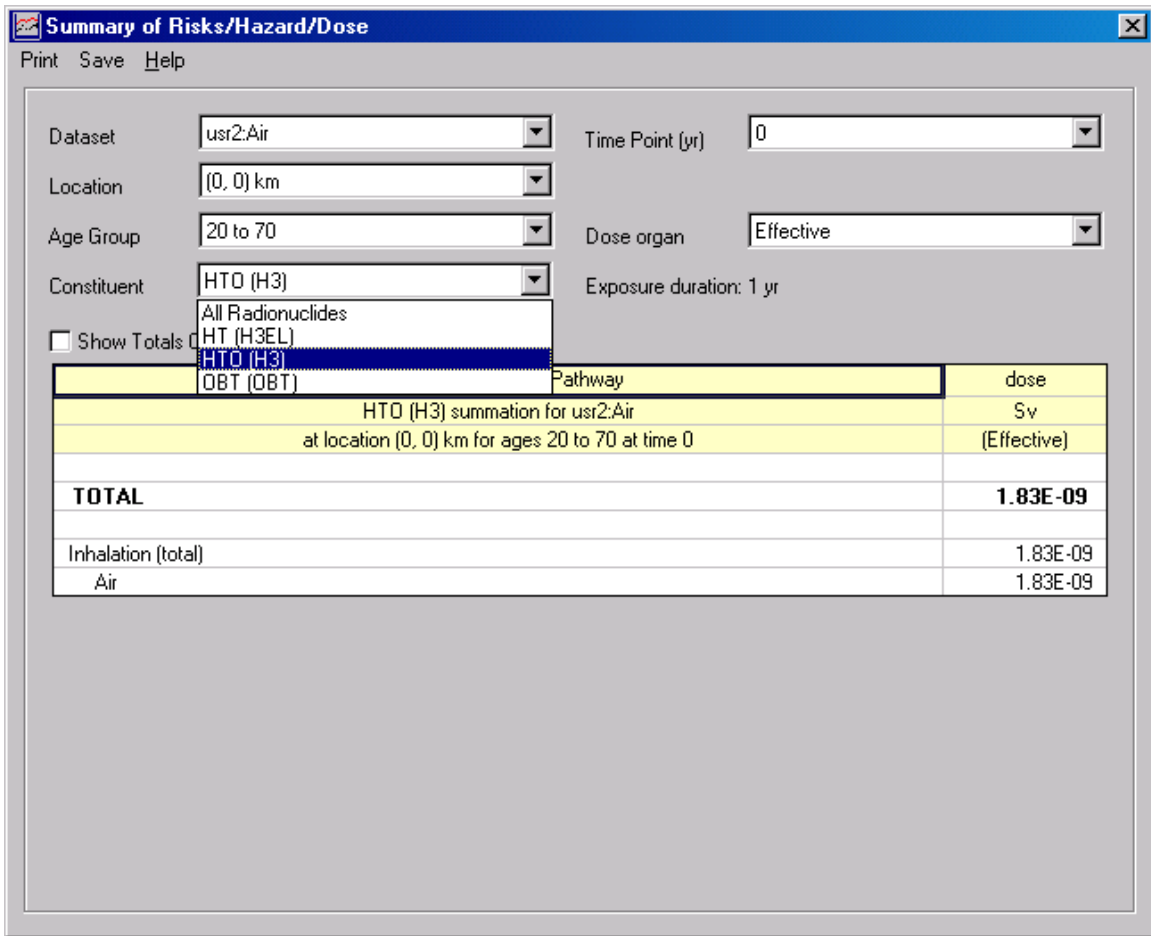 Summary of Risks/Hazard/Dose
Print Save Help
Dataset usr2:Air Time Point (yr) 0
Location (0, 0) km
Age Group 20 to 70 Dose organ Effective
Constituent HTO (H3) Exposure duration: 1 yr
All Radionuclides
Show Totals HT (H3EL)
HTO (H3)
OBT (OBT) Pathway dose
HTO (H3) summation for usr2:Air Sv
at location (0, 0) km for ages 20 to 70 at time 0 (Effective)
TOTAL 1.83E-09
Inhalation (total) 1.83E-09
Air 1.83E-09